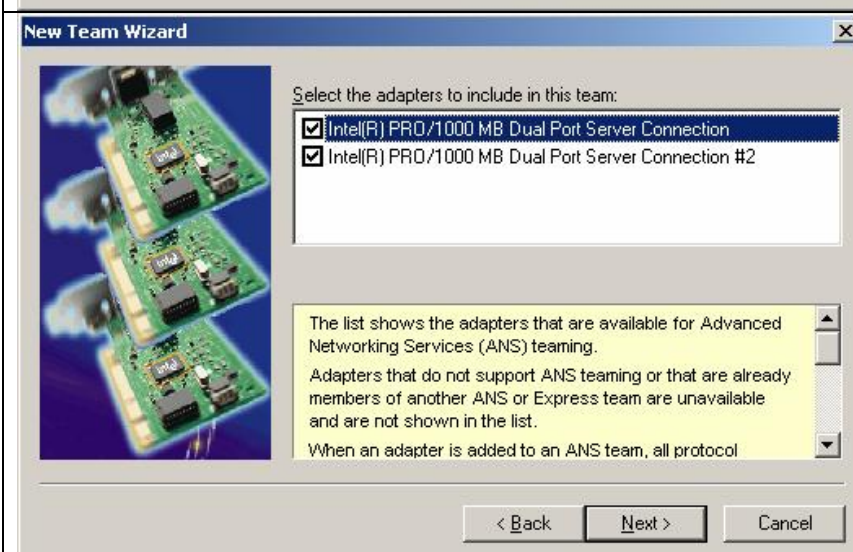 New Team Wizard
Select the adapters to include in this team:
Intel(R) PRO/1000 MB Dual Port Server Connection
Intel(R) PRO/1000 MB Dual Port Server Connection #2
The list shows the adapters that are available for Advanced
Networking Services (ANS) teaming.
Adapters that do not support ANS teaming or that are already
members of another ANS or Express team are unavailable
and are not shown in the list.
When an adapter is added to an ANS team, all protocol
< Back
Next >
Cancel
intel
intel
intel